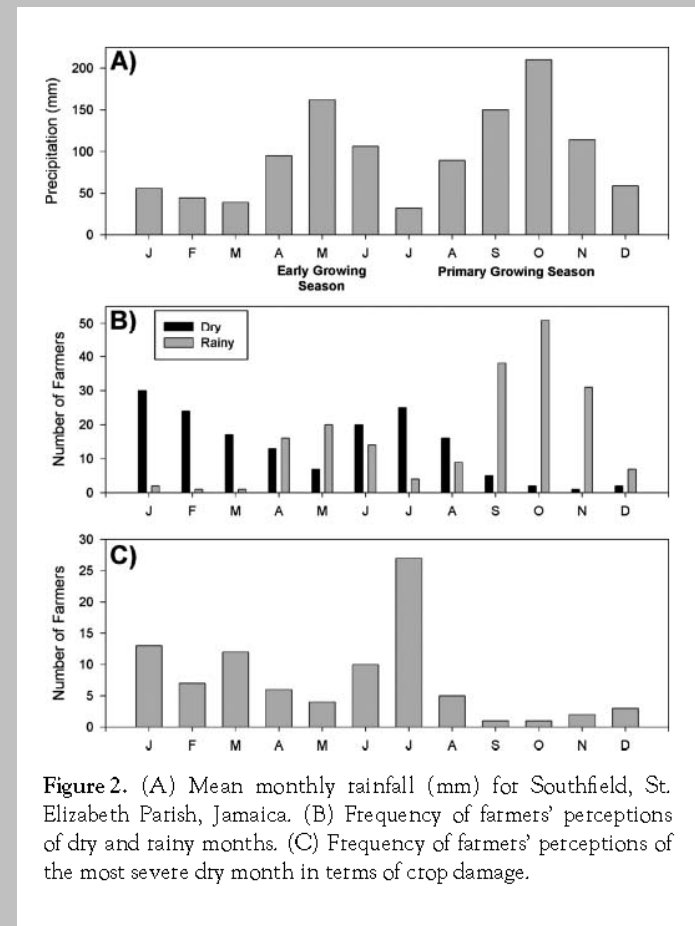 A)
Precipitation (mm)
200
150
100
50
0
J F M A M J J A S O N D
Early Growing Season
Primary Growing Season
B)
Dry
Rainy
Number of Farmers
50
40
30
20
10
0
J F M A M J J A S O N D
C)
Number of Farmers
30
25
20
15
10
5
0
J F M A M J J A S O N D
Figure 2. (A) Mean monthly rainfall (mm) for Southfield, St.
Elizabeth Parish, Jamaica. (B) Frequency of farmers’ perceptions
of dry and rainy months. (C) Frequency of farmers’ perceptions of
the most severe dry month in terms of crop damage.